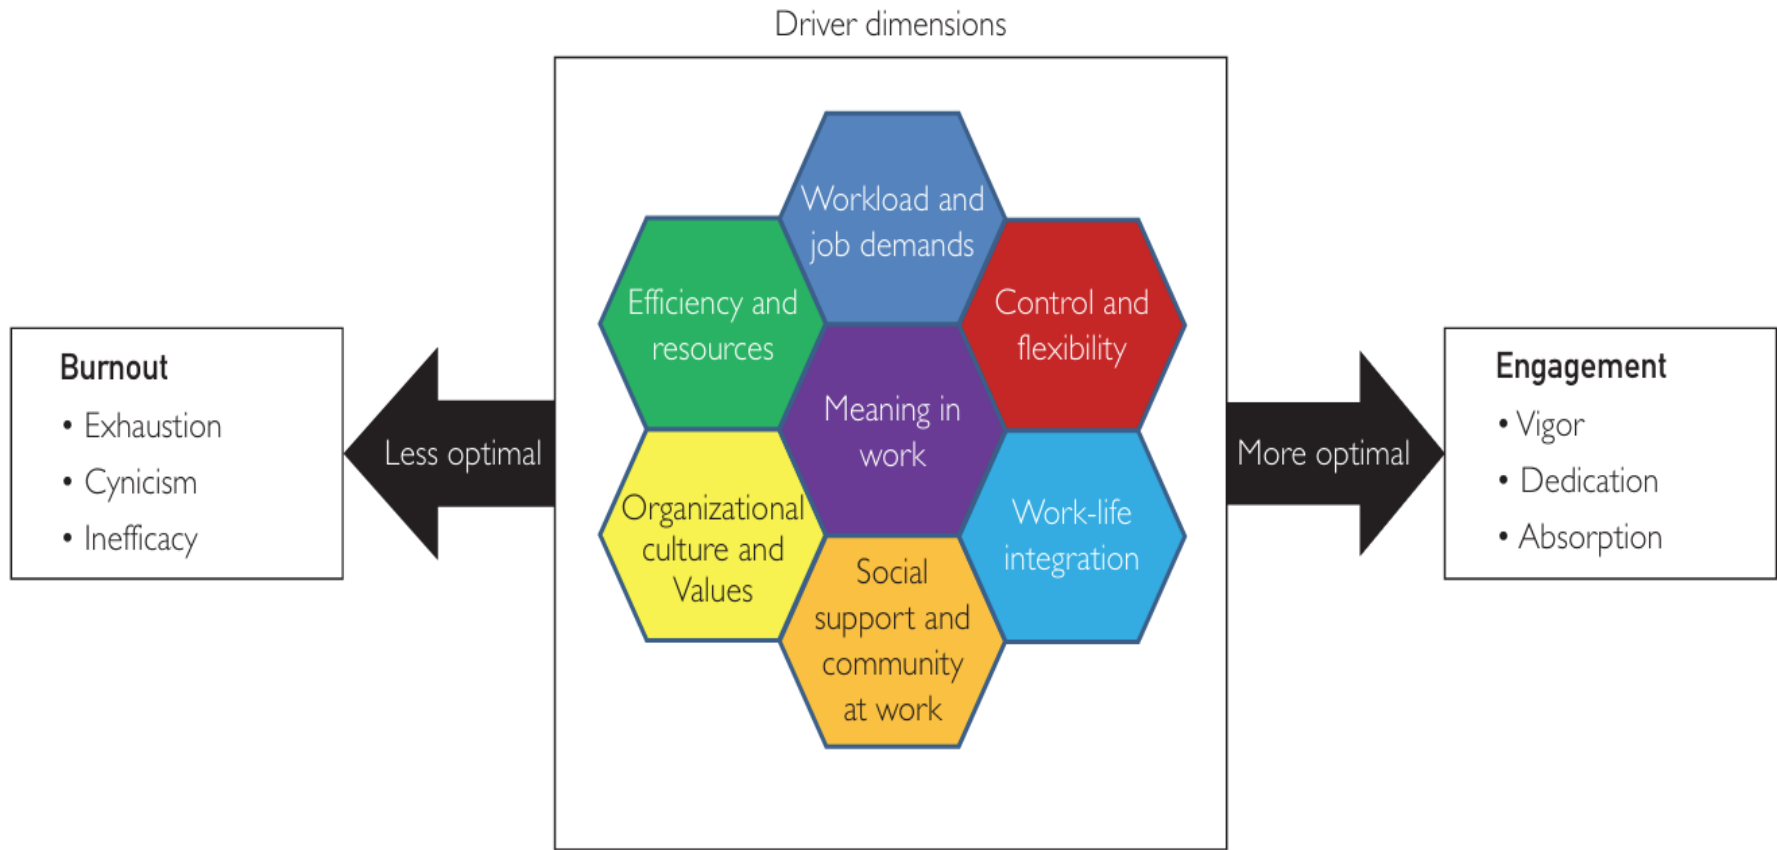 Driver dimensions
Workload and
job demands
Efficiency and
resources
Control and
flexibility
Meaning in
work
Organizational
culture and
Values
Work-life
integration
Social
support and
community
at work
Burnout
• Exhaustion
• Cynicism
• Inefficacy
Less optimal
More optimal
Engagement
• Vigor
• Dedication
• Absorption